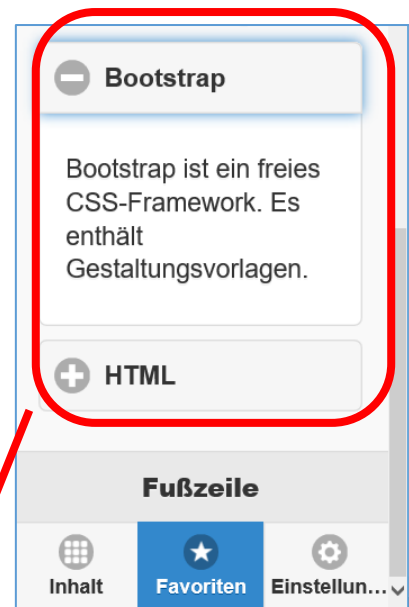 Bootstrap
Bootstrap ist ein freies
CSS-Framework. Es
enthält
Gestaltungsvorlagen.
HTML
Fußzeile
Inhalt Favoriten Einstellun...